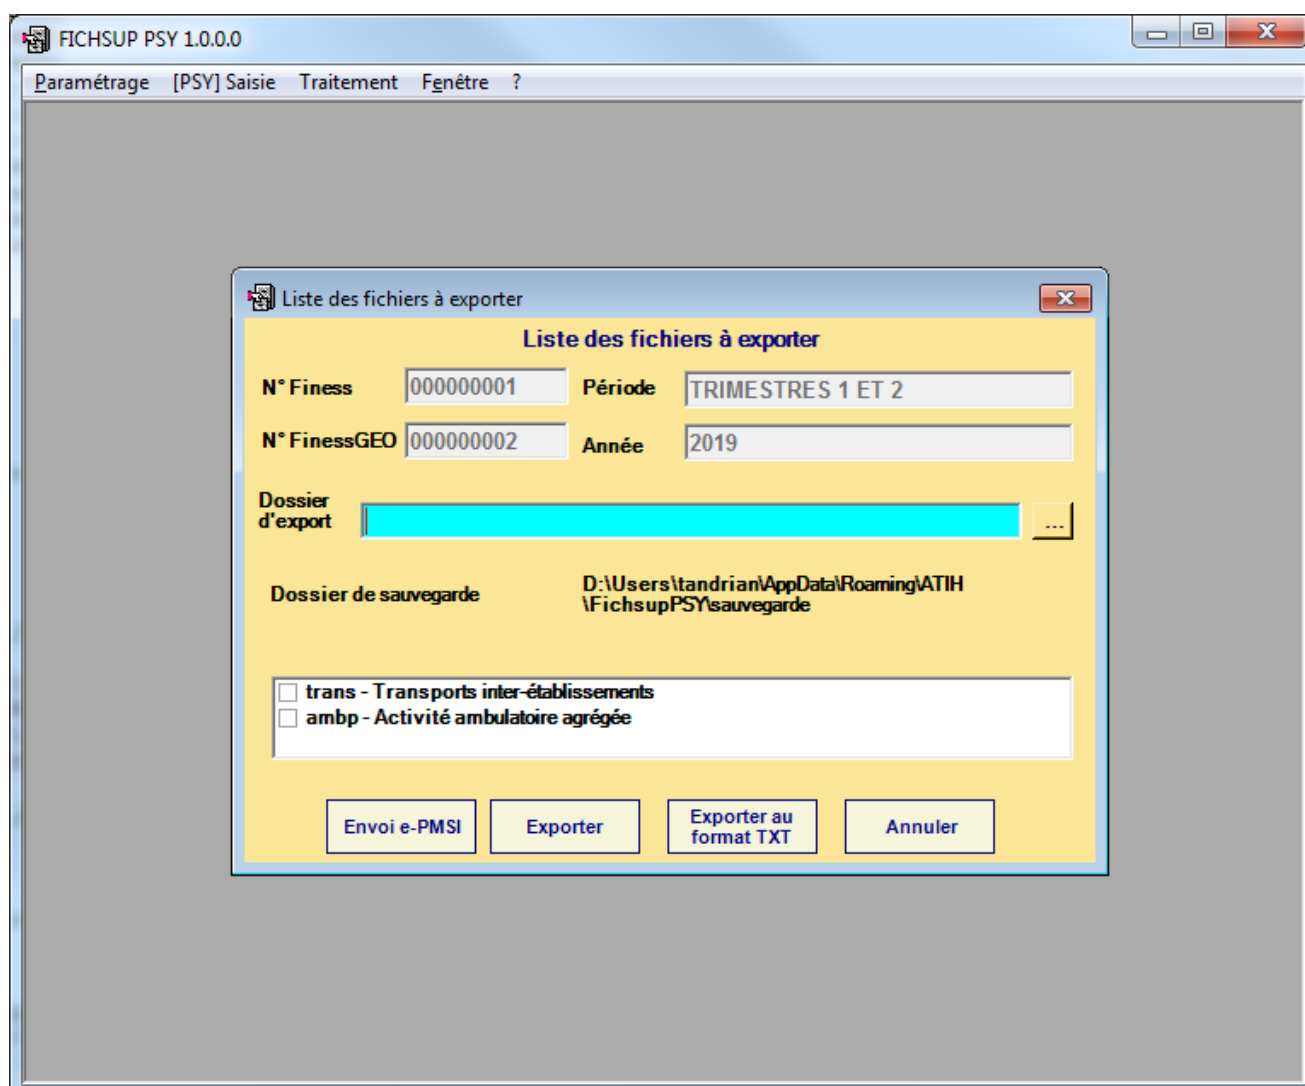 FICHSUP PSY 1.0.0.0
Paramétrage [PSY] Saisie Traitement Fenêtre ?
Liste des fichiers à exporter
Liste des fichiers à exporter
N° Finess 000000001 Période TRIMESTRES 1 ET 2
N° FinessGEO 000000002 Année 2019
Dossier
d'export ...
Dossier de sauvegarde D:\Users\tandrian\AppData\Roaming\ATIH
\FichsupPSY\sauvegarde
trans - Transports inter-établissements
ambp - Activité ambulatoire agrégée
Envoi e-PMSI Exporter Exporter au
format TXT Annuler